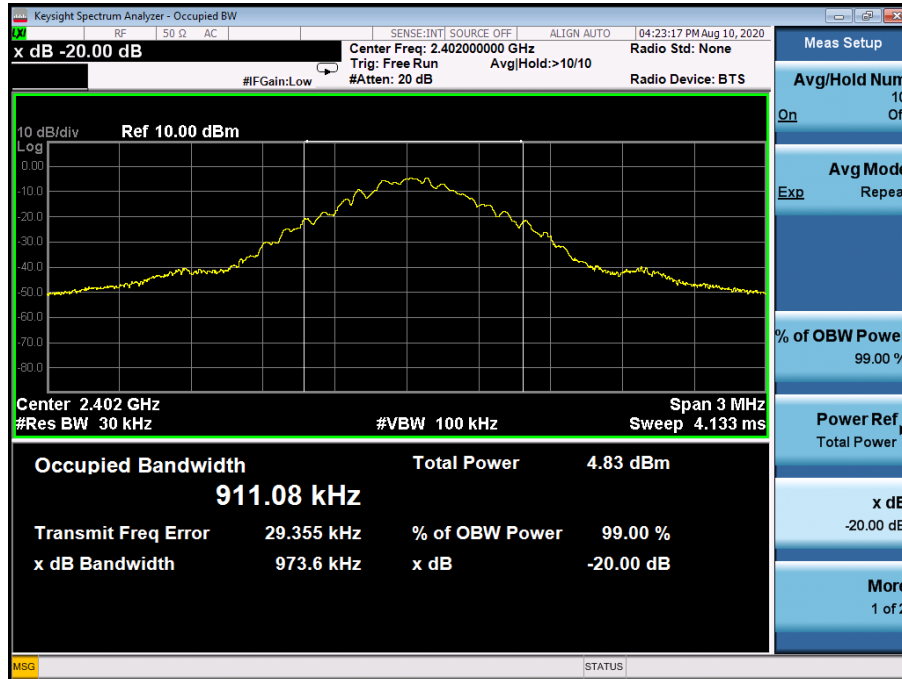 Keysight Spectrum Analyzer - Occupied BW
LXI RF 50 Ω AC SENSE:INT SOURCE OFF ALIGN AUTO 04:23:17 PM Aug 10, 2020
x dB -20.00 dB
Center Freq: 2.402000000 GHz Radio Std: None
Trig: Free Run Avg|Hold:>10/10
#IFGain:Low #Atten: 20 dB Radio Device: BTS
10 dB/div Ref 10.00 dBm
Log
0.00
-10.0
-20.0
-30.0
-40.0
-50.0
-60.0
-70.0
-80.0
Center 2.402 GHz Span 3 MHz
#Res BW 30 kHz #VBW 100 kHz Sweep 4.133 ms
Occupied Bandwidth Total Power 4.83 dBm
911.08 kHz
Transmit Freq Error 29.355 kHz % of OBW Power 99.00 %
x dB Bandwidth 973.6 kHz x dB -20.00 dB
MSG STATUS
Meas Setup
Avg/Hold Num
10
On Of
Avg Mode
Exp Repea
% of OBW Powe
99.00 %
Power Ref
Total Power
x dB
-20.00 dB
More
1 of 2